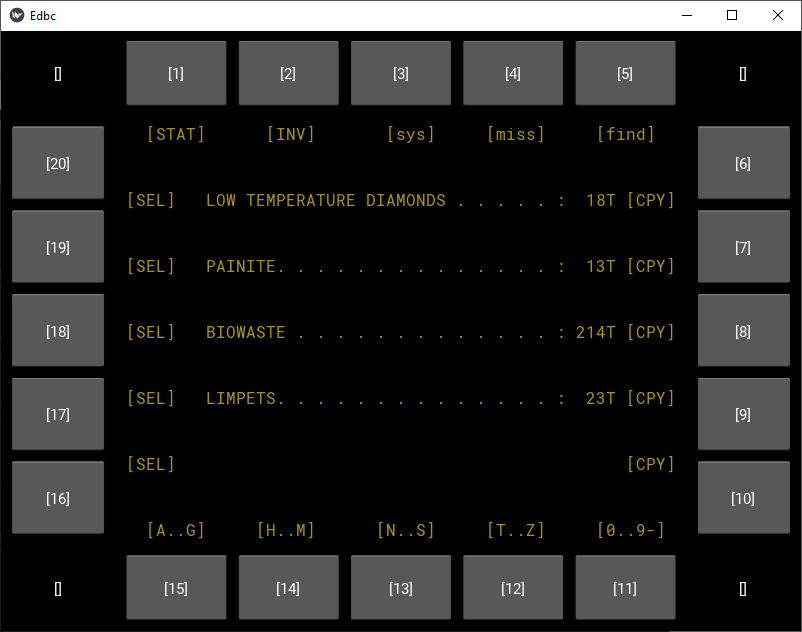 Edbc
[] [1] [2] [3] [4] [5] []
[STAT] [INV] [sys] [miss] [find]
[20] [6]
[SEL] LOW TEMPERATURE DIAMONDS . . . . . : 18T [CPY]
[19] [7]
[SEL] PAINITE. . . . . . . . . . . . . . : 13T [CPY]
[18] [8]
[SEL] BIOWASTE . . . . . . . . . . . . . : 214T [CPY]
[17] [9]
[SEL] LIMPETS. . . . . . . . . . . . . . : 23T [CPY]
[SEL] [CPY]
[16] [10]
[A..G] [H..M] [N..S] [T..Z] [0..9-]
[] [15] [14] [13] [12] [11] []